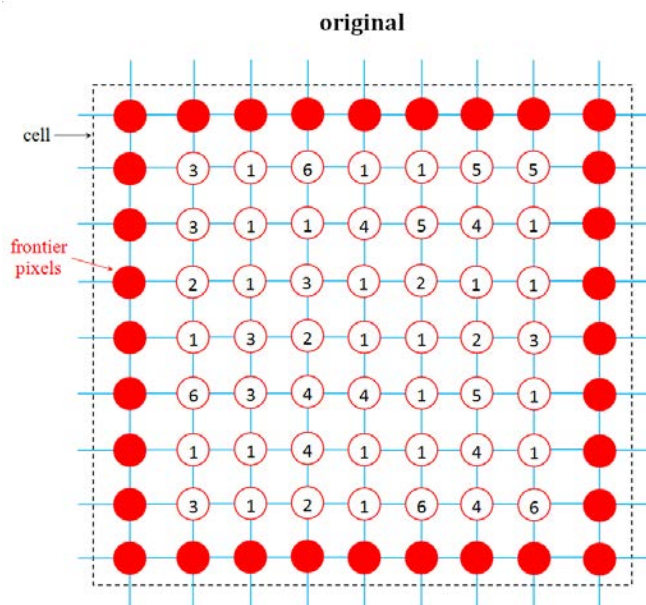 original
cell
3 1 6 1 1 5 5
3 1 1 4 5 4 1
frontier
pixels
2 1 3 1 2 1 1
1 3 2 1 1 2 3
6 3 4 4 1 5 1
1 1 4 1 1 4 1
3 1 2 1 6 4 6